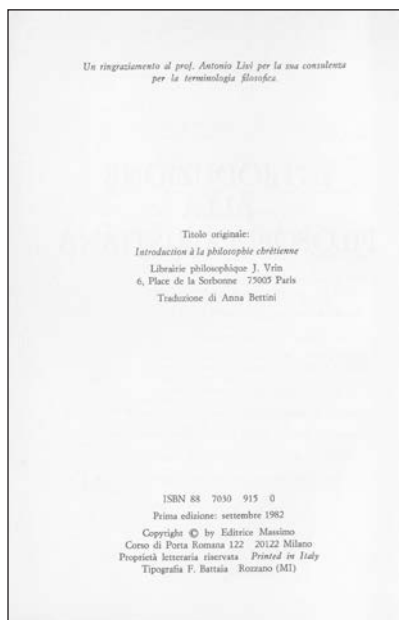 Un ringraziamento al prof. Antonio Livi per la sua consulenza
per la terminologia filosofica.
Titolo originale:
Introduction à la philosophie chrétienne
Librairie philosophique J. Vrin
6, Place de la Sorbonne 75005 Paris
Traduzione di Anna Bettini
ISBN 88 7030 915 0
Prima edizione: settembre 1982
Copyright © by Editrice Massimo
Corso di Porta Romana 122 20122 Milano
Proprietà letteraria riservata Printed in Italy
Tipografia F. Battaia Rozzano (MI)